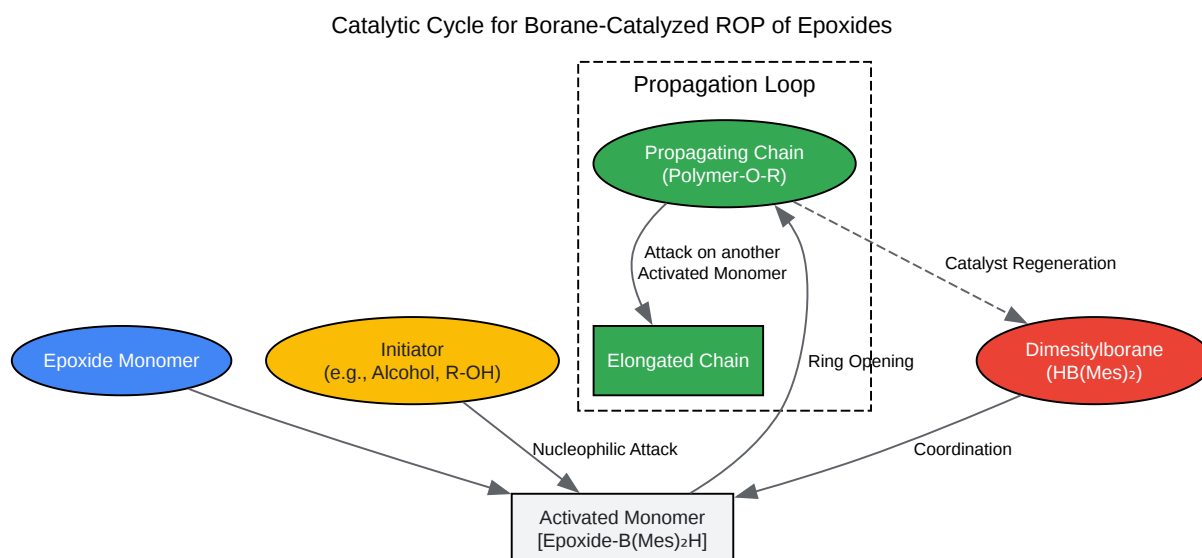 Catalytic Cycle for Borane-Catalyzed ROP of Epoxides
Propagation Loop
Propagating Chain
(Polymer-O-R)
Attack on another
Activated Monomer
Catalyst Regeneration
Epoxide Monomer
Initiator
(e.g., Alcohol, R-OH)
Elongated Chain
Ring Opening
Dimesitylborane
(HB(Mes)₂)
Nucleophilic Attack
Coordination
Activated Monomer
[Epoxide-B(Mes)₂H]